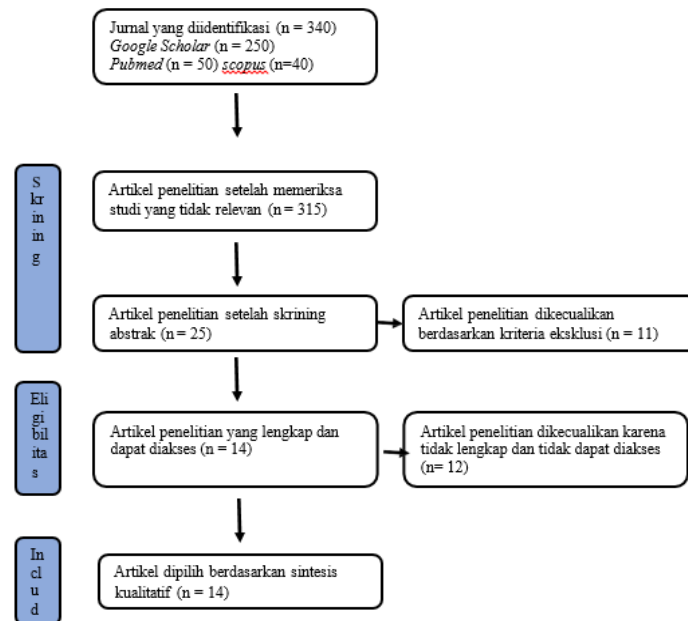 Jurnal yang diidentifikasi (n = 340)
Google Scholar (n = 250)
Pubmed (n = 50) scopus (n=40)
S
kr
in
in
g
Artikel penelitian setelah memeriksa
studi yang tidak relevan (n = 315)
Artikel penelitian setelah skrining
abstrak (n = 25)
Artikel penelitian dikecualikan
berdasarkan kriteria eksklusi (n = 11)
Eli
gi
bil
ita
s
Artikel penelitian yang lengkap dan
dapat diakses (n = 14)
Artikel penelitian dikecualikan karena
tidak lengkap dan tidak dapat diakses
(n= 12)
In
cl
u
d
Artikel dipilih berdasarkan sintesis
kualitatif (n = 14)